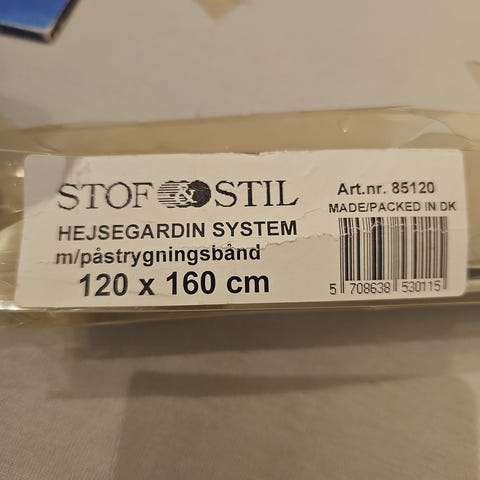 STOF & STIL
HEJSEGARDIN SYSTEM
m/påstrygningsbånd
120 x 160 cm
Art.nr. 85120
MADE/PACKED IN DK
5 708638 530115